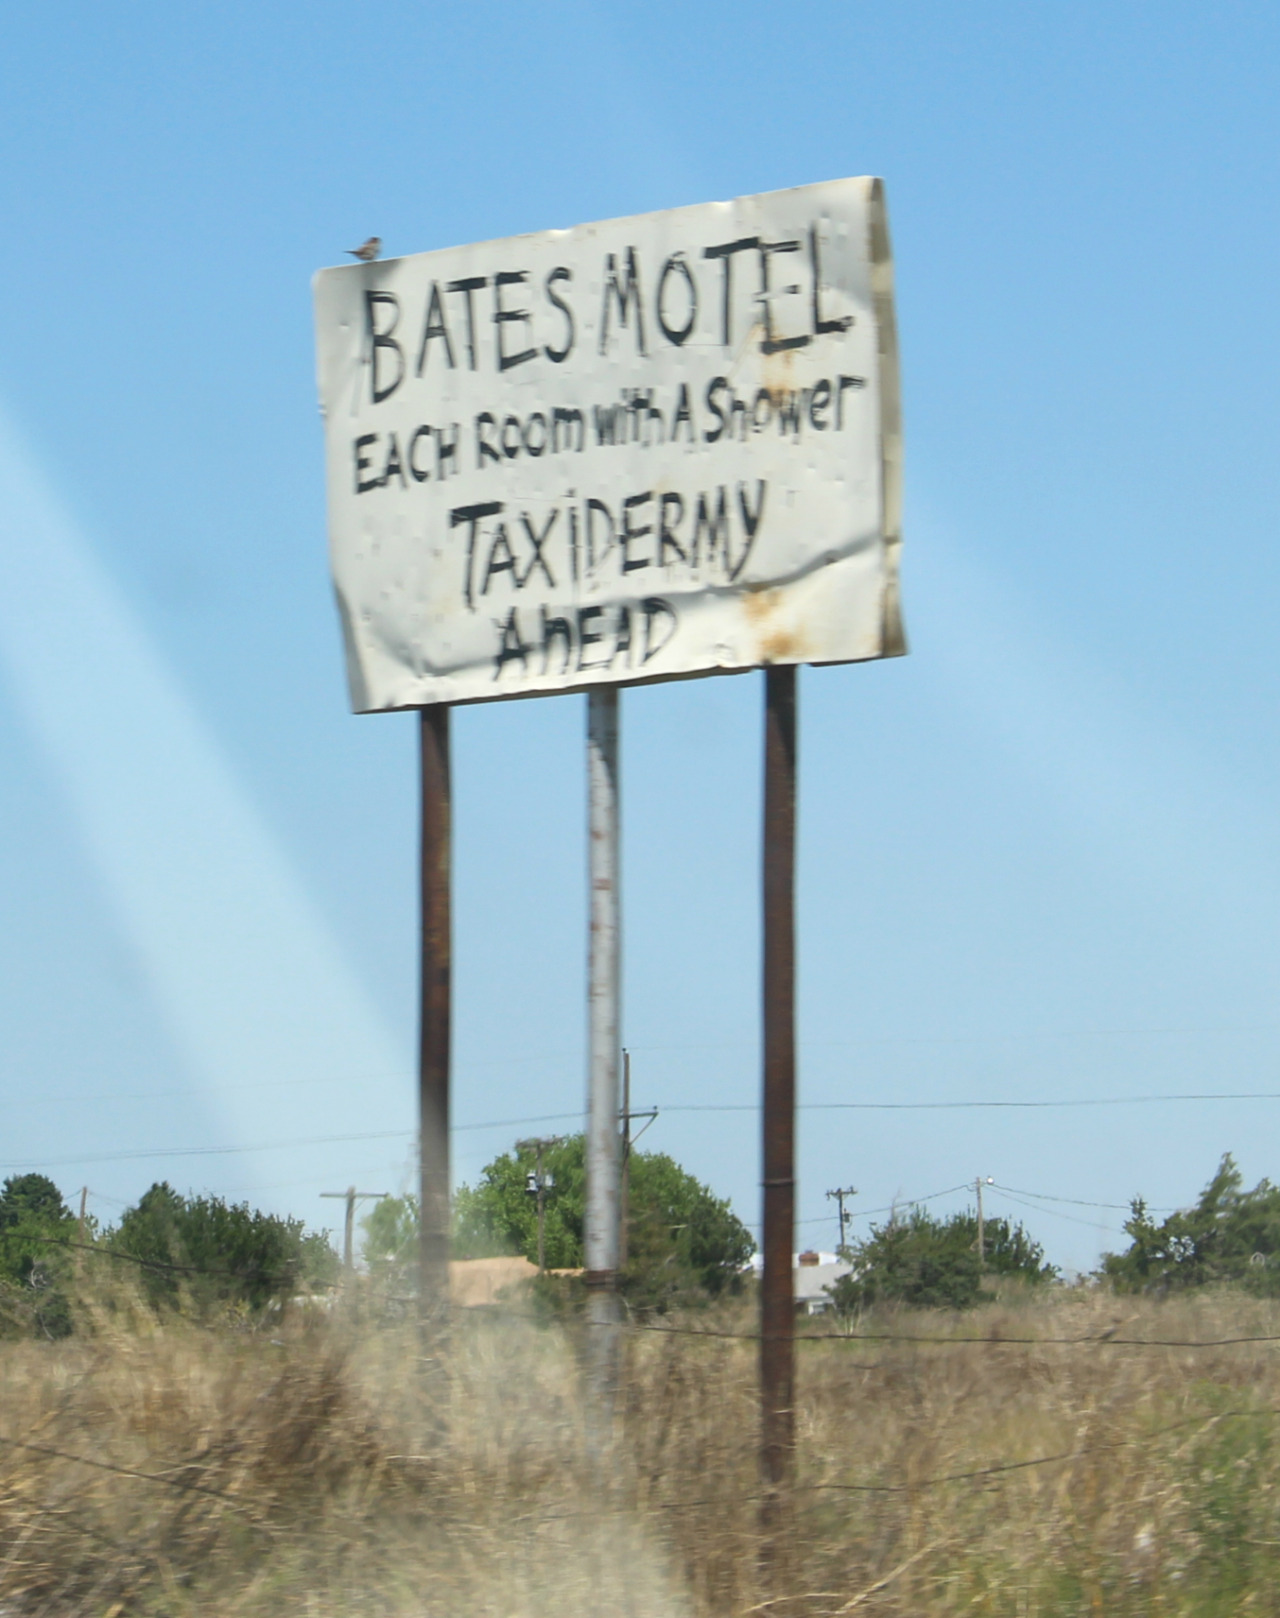 BATES MOTEL
EACH ROOm with A Shower
TAXiDERMY
AhEAD